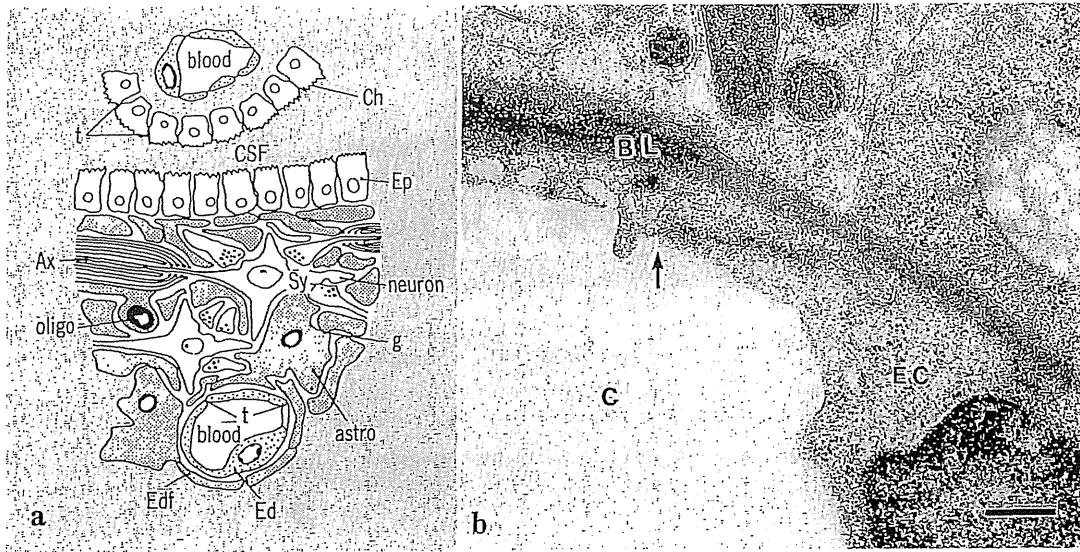 blood
Ch
t
CSF
Ep
Ax
Sy
neuron
oligo
g
t
blood
astro
Edf
Ed
a
BL
EC
C
b